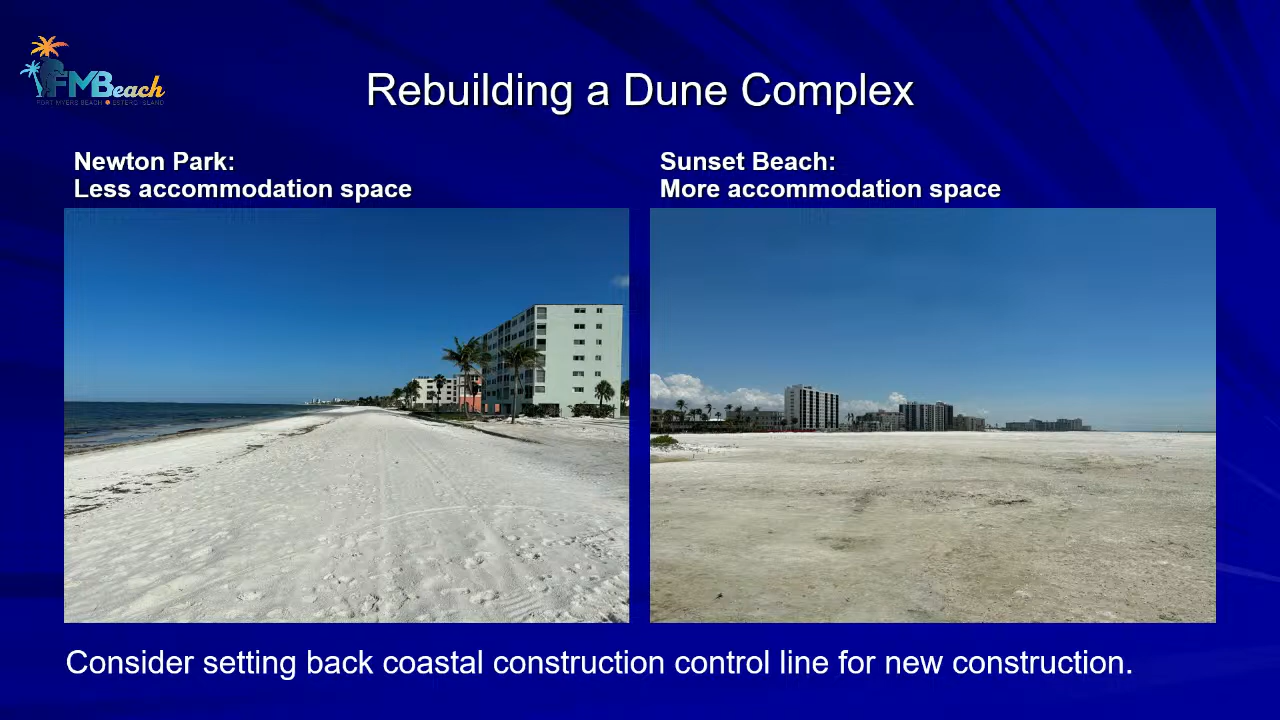 FMBeach
FORT MYERS BEACH ESTERO ISLAND
Rebuilding a Dune Complex
Newton Park:
Less accommodation space
Sunset Beach:
More accommodation space
Consider setting back coastal construction control line for new construction.